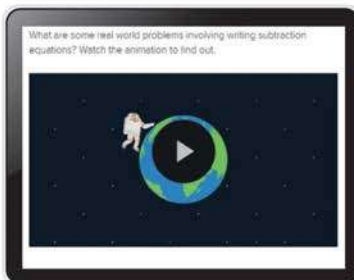 What are some real world problems involving writing subtraction
equations? Watch the animation to find out.